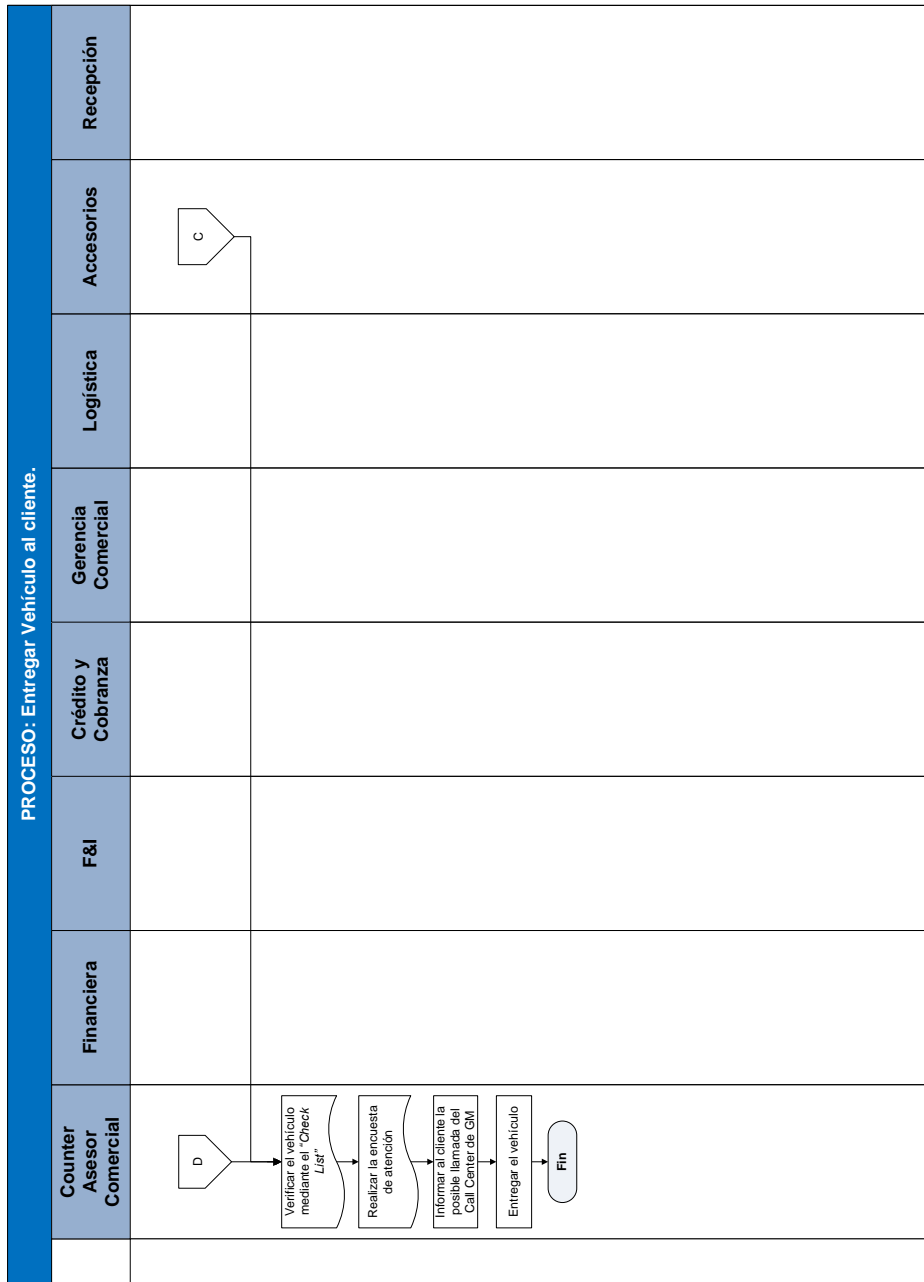 PROCESO: Entregar Vehículo al cliente.
Counter
Asesor
Comercial
Financiera
F&I
Crédito y
Cobranza
Gerencia
Comercial
Logística
Accesorios
Recepción
D
C
Verificar el vehículo
mediante el "Check
List"
Realizar la encuesta
de atención
Informar al cliente la
posible llamada del
Call Center de GM
Entregar el vehículo
Fin